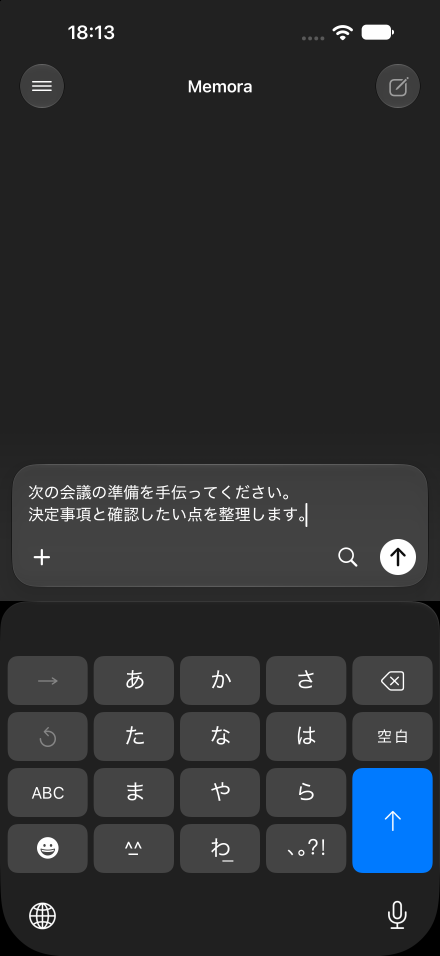 18:13
Memora
次の会議の準備を手伝ってください。
決定事項と確認したい点を整理します。
→ あ か さ
た な は 空白
ABC ま や ら
^^ わ 、。?!